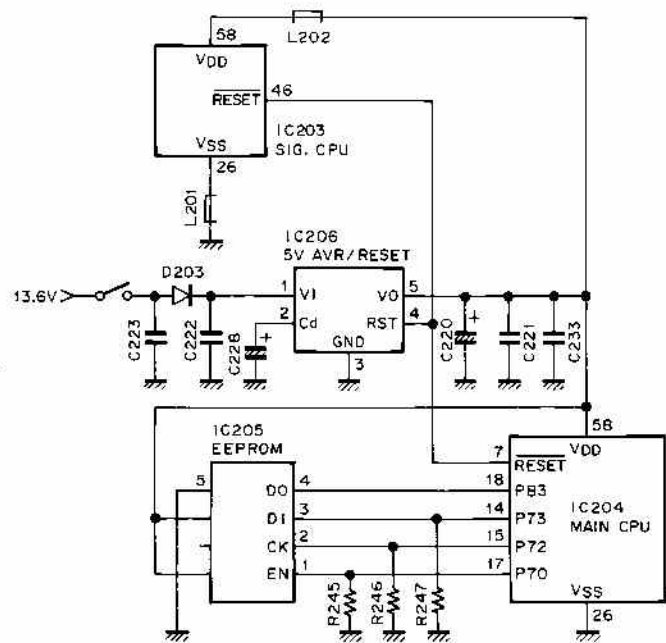 58
L202
VDD
RESET
46
IC203
SIG. CPU
VSS
26
L201
IC206
5V AVR/RESET
13.6V
D203
1
VI
VO
5
2
Cd
RST
4
GND
3
C223
C222
C228
+
C220
+
C221
C233
IC205
EEPROM
58
VDD
7
RESET
5
DO
4
18
P83
IC204
MAIN CPU
DI
3
14
P73
CK
2
15
P72
EN
1
17
P70
R245
R246
R247
VSS
26